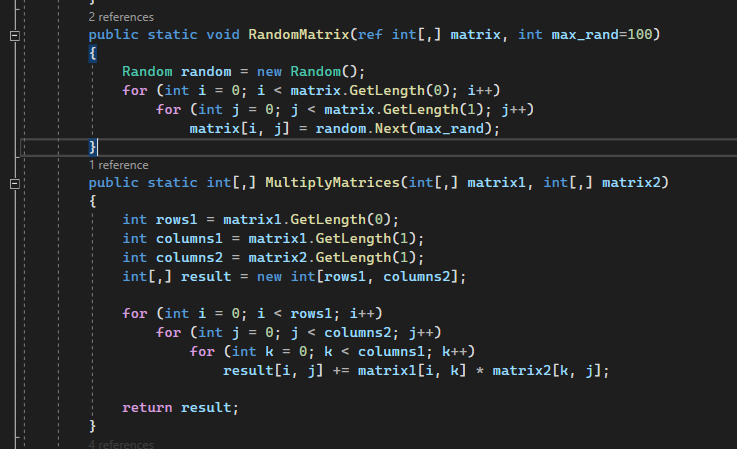 }
2 references
public static void RandomMatrix(ref int[,] matrix, int max_rand=100)
{
Random random = new Random();
for (int i = 0; i < matrix.GetLength(0); i++)
for (int j = 0; j < matrix.GetLength(1); j++)
matrix[i, j] = random.Next(max_rand);
}
1 reference
public static int[,] MultiplyMatrices(int[,] matrix1, int[,] matrix2)
{
int rows1 = matrix1.GetLength(0);
int columns1 = matrix1.GetLength(1);
int columns2 = matrix2.GetLength(1);
int[,] result = new int[rows1, columns2];
for (int i = 0; i < rows1; i++)
for (int j = 0; j < columns2; j++)
for (int k = 0; k < columns1; k++)
result[i, j] += matrix1[i, k] * matrix2[k, j];
return result;
}
4 references